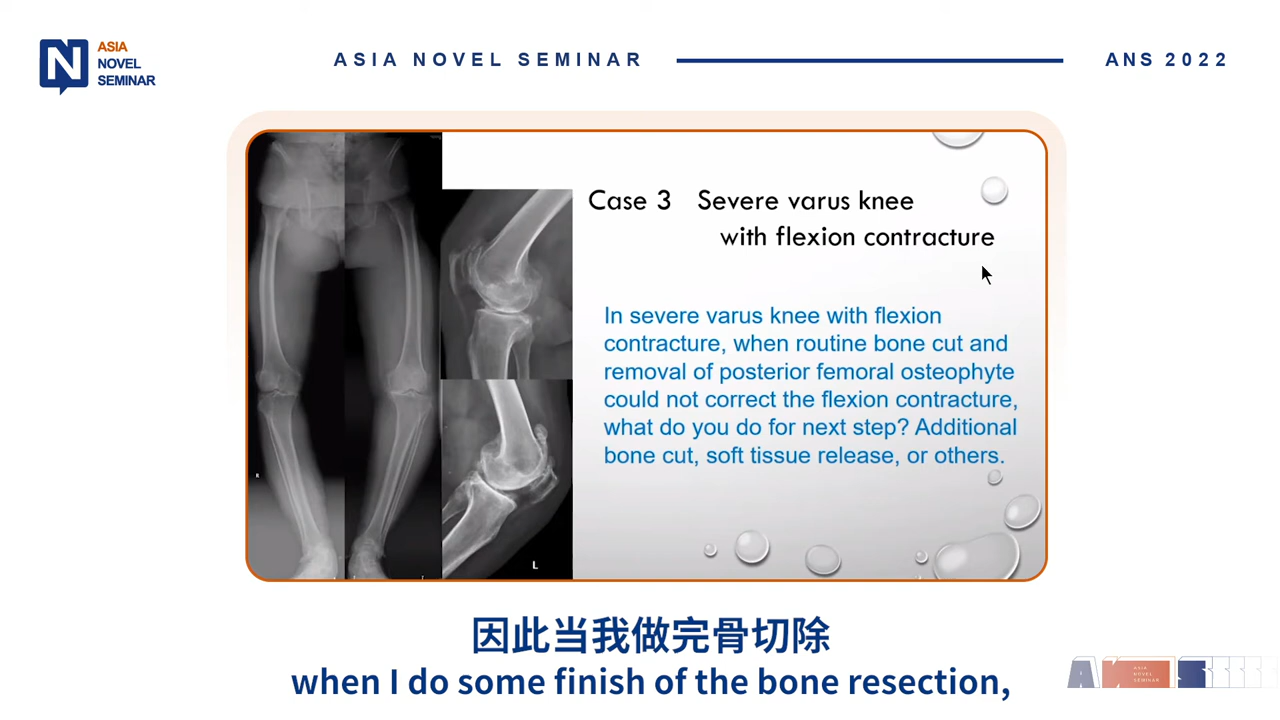 ASIA
NOVEL
SEMINAR
ASIA NOVEL SEMINAR
ANS 2022
Case 3 Severe varus knee
with flexion contracture
In severe varus knee with flexion
contracture, when routine bone cut and
removal of posterior femoral osteophyte
could not correct the flexion contracture,
what do you do for next step? Additional
bone cut, soft tissue release, or others.
R
L
因此当我做完骨切除
when I do some finish of the bone resection,
ASIA
NOVEL
SEMINAR